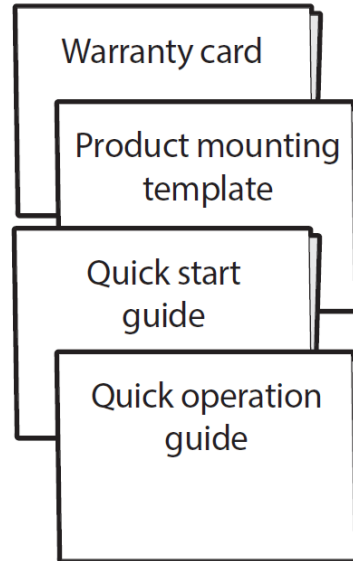 Warranty card
Product mounting
template
Quick start
guide
Quick operation
guide